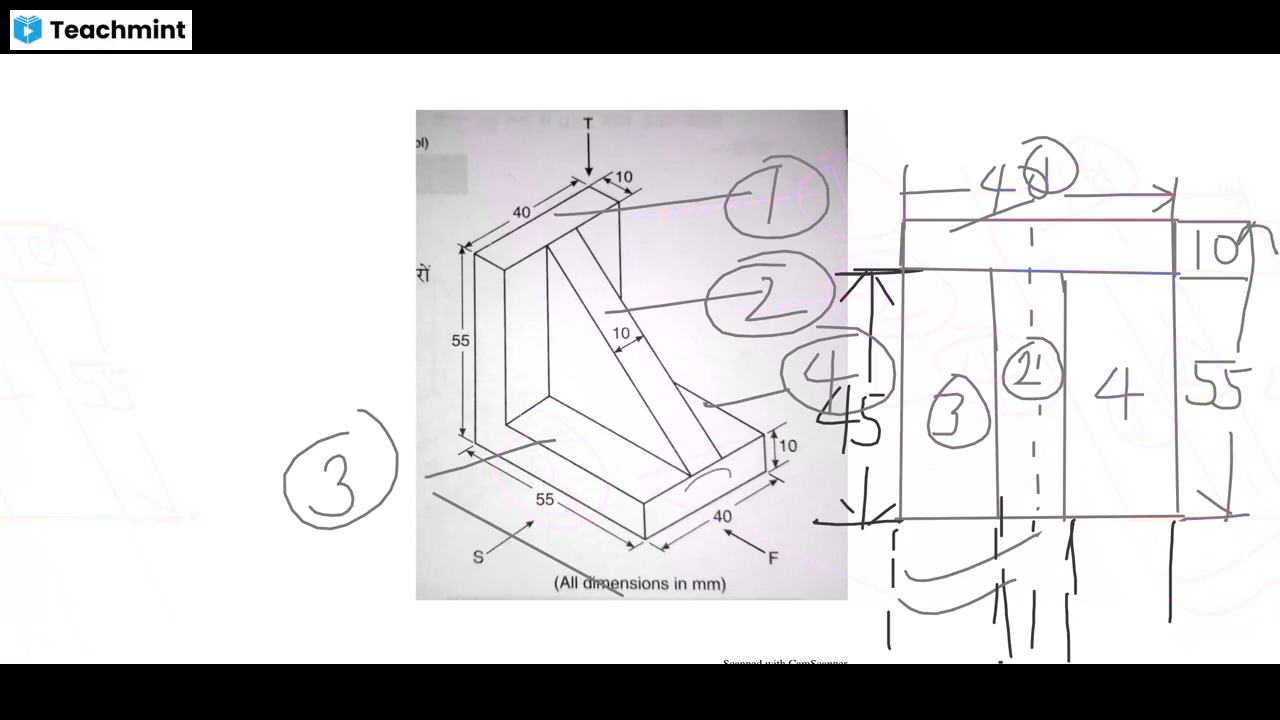 Teachmint
T
ol)
10
40
1
रों
2
55
10
4
3
10
55
40
S
F
(All dimensions in mm)
Scanned with CamScanner
1
10
45
3
2
4
55